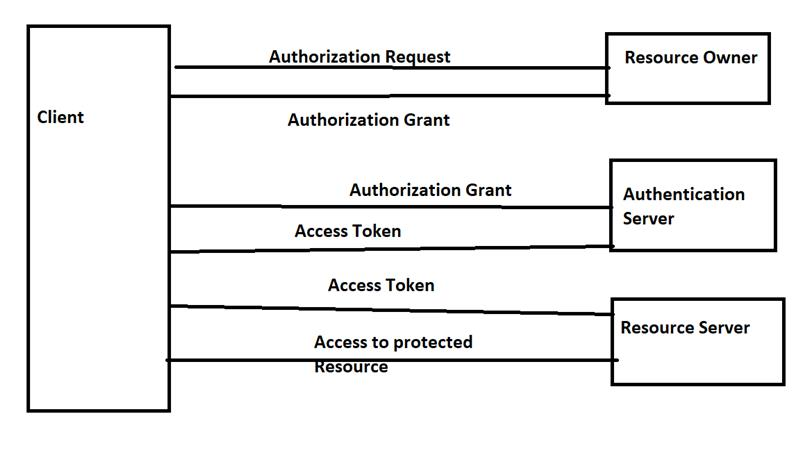 Authorization Request
Resource Owner
Client
Authorization Grant
Authorization Grant
Authentication
Server
Access Token
Access Token
Resource Server
Access to protected
Resource